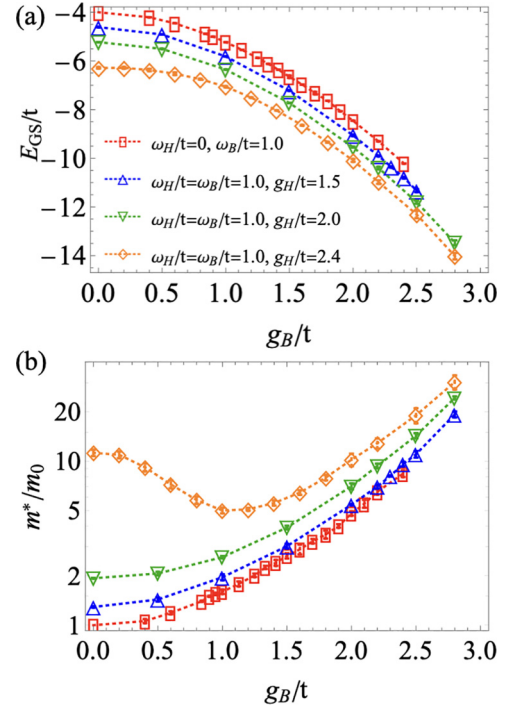 (a)
E_GS/t
−4
−6
−8
−10
−12
−14
ω_H/t=0, ω_B/t=1.0
ω_H/t=ω_B/t=1.0, g_H/t=1.5
ω_H/t=ω_B/t=1.0, g_H/t=2.0
ω_H/t=ω_B/t=1.0, g_H/t=2.4
0.0 0.5 1.0 1.5 2.0 2.5 3.0
g_B/t
(b)
m*/m_0
20
10
5
2
1
0.0 0.5 1.0 1.5 2.0 2.5 3.0
g_B/t